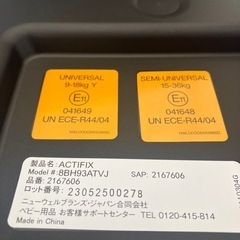 UNIVERSAL
9-18kg Y
E11
041649
UN ECE-R44/04
SEMI-UNIVERSAL
15-36kg
E11
041648
UN ECE-R44/04
製品名: ACTIFIX
Model #:8BH93ATVJ SAP: 2167606
品番: 2167606
ロット番号: 23052500278
ニューウェルブランズ・ジャパン合同会社
ベビー用品 お客様サポートセンター TEL 0120-415-814